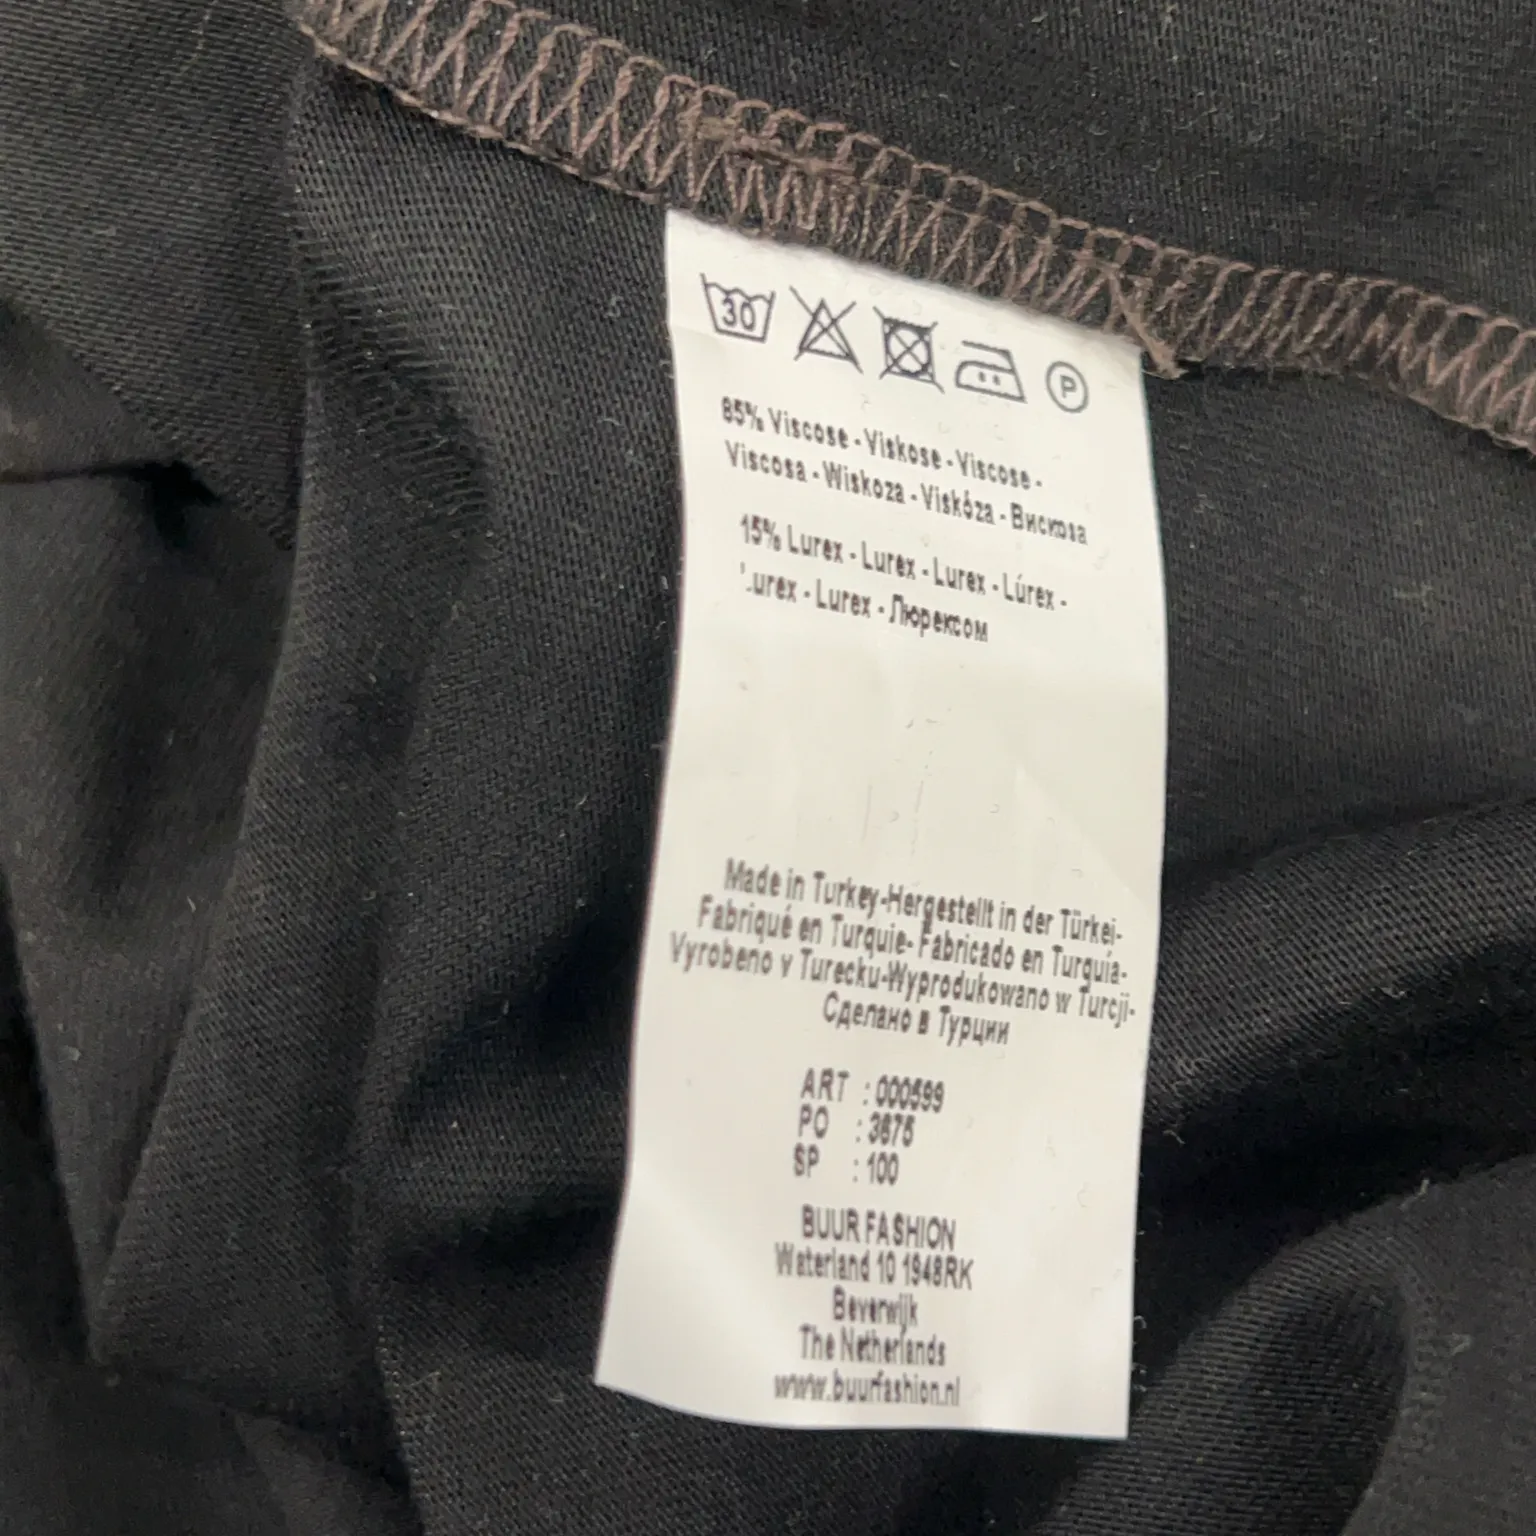 30
P
85% Viscose - Viskose - Viscose -
Viscosa - Wiskoza - Viskóza - Вискоза
15% Lurex - Lurex - Lurex - Lúrex -
Lurex - Lurex - Люрексом
Made in Turkey-Hergestellt in der Türkei-
Fabriqué en Turquie- Fabricado en Turquía-
Vyrobeno v Turecku-Wyprodukowano w Turcji-
Сделано в Турции
ART : 000599
PO : 3675
SP : 100
BUUR FASHION
Waterland 10 1948RK
Beverwijk
The Netherlands
www.buurfashion.nl